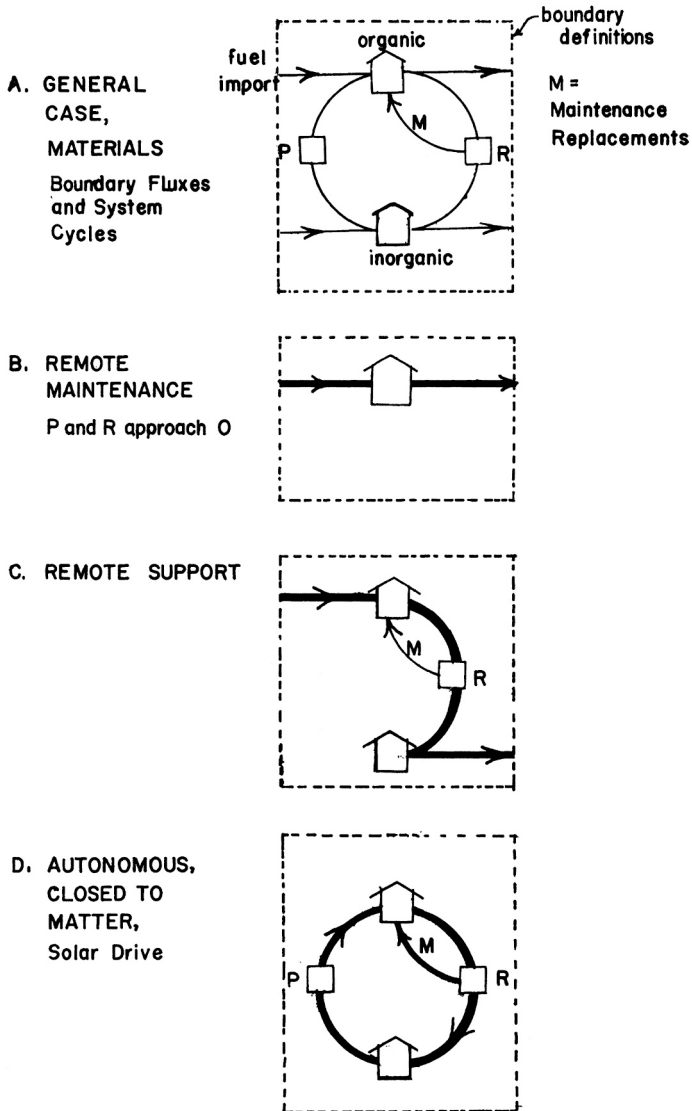 A. GENERAL
CASE,
MATERIALS
Boundary Fluxes
and System
Cycles
fuel
import
organic
P
M
R
inorganic
boundary
definitions
M =
Maintenance
Replacements
B. REMOTE
MAINTENANCE
P and R approach O
C. REMOTE SUPPORT
M
R
D. AUTONOMOUS,
CLOSED TO
MATTER,
Solar Drive
P
M
R